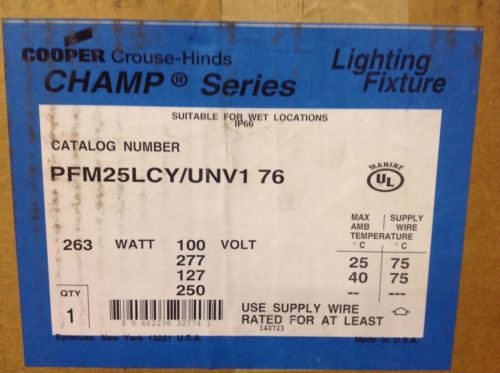 COOPER Crouse-Hinds
CHAMP ® Series
Lighting
Fixture
SUITABLE FOR WET LOCATIONS
IP66
CATALOG NUMBER
PFM25LCY/UNV1 76
MARINE
UL
263 WATT 100 VOLT
277
127
250
MAX AMB SUPPLY WIRE
TEMPERATURE
°C °C
25 75
40 75
-- ---
QTY
1
3 0 662276 32774 1
USE SUPPLY WIRE
RATED FOR AT LEAST
140723
Syracuse, New York 13221 U.S.A.
Made in U.S.A.